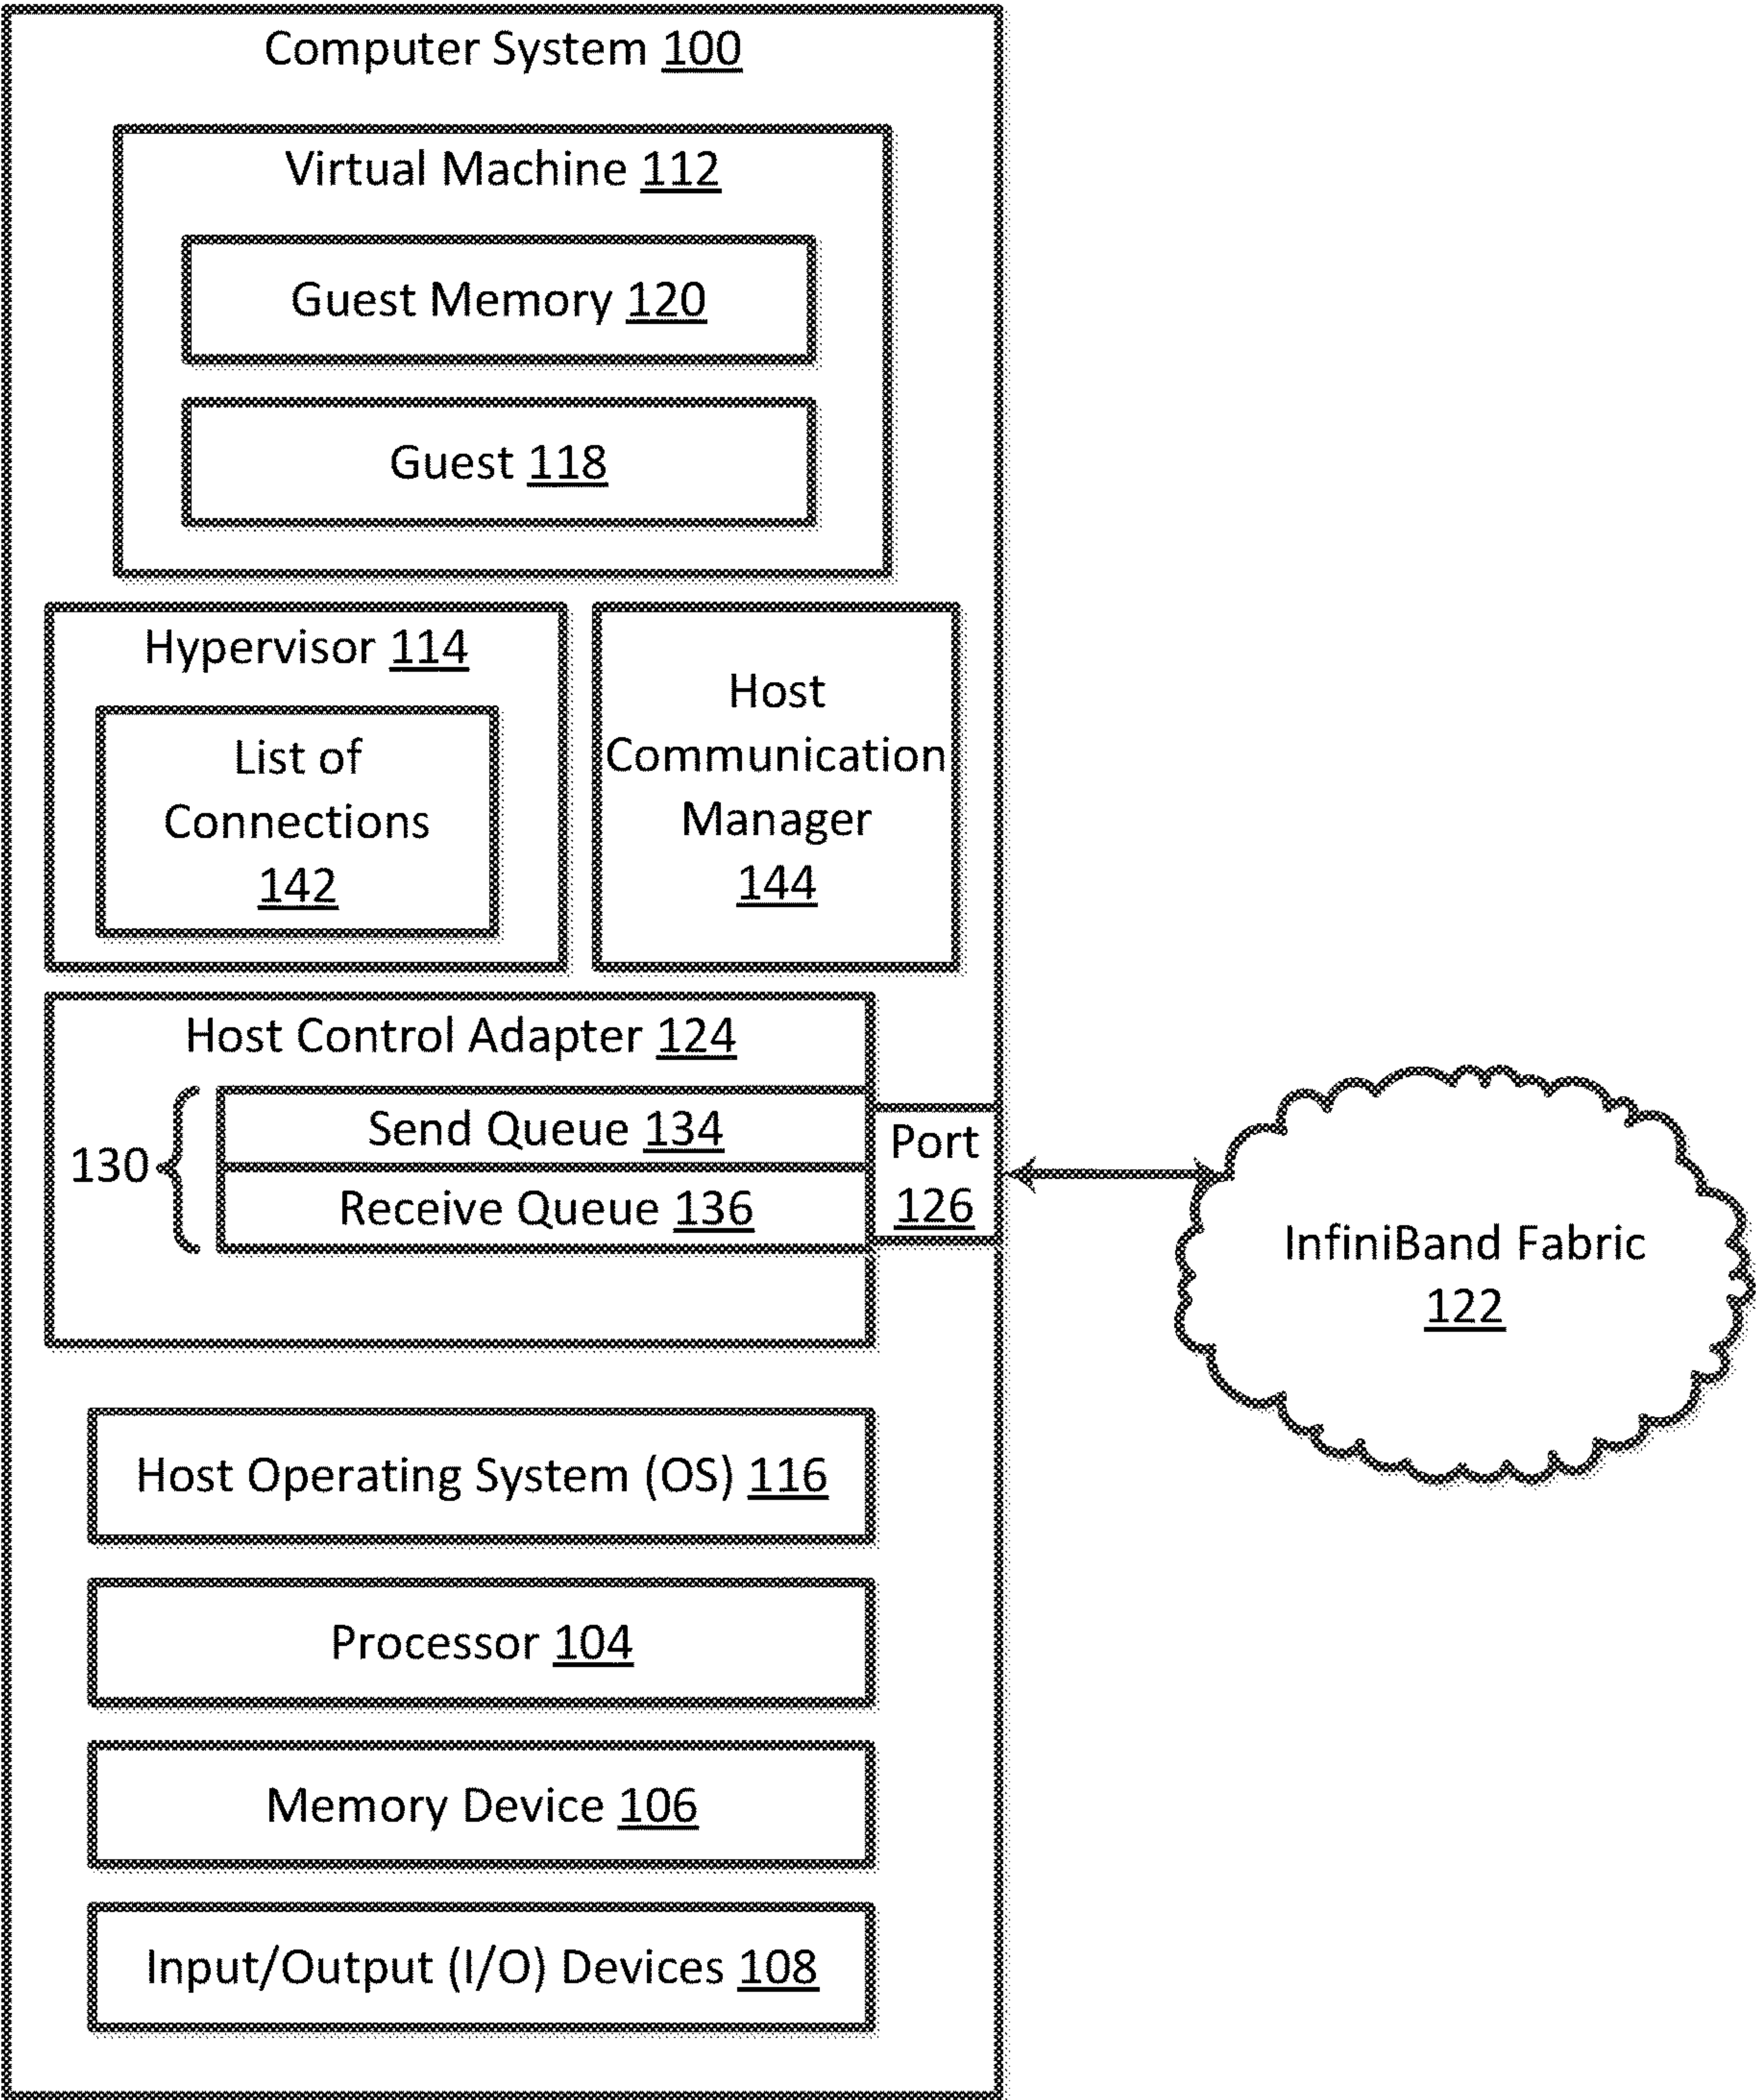 Computer System 100
Virtual Machine 112
Guest Memory 120
Guest 118
Hypervisor 114
List of
Connections
142
Host
Communication
Manager
144
Host Control Adapter 124
130
Send Queue 134
Receive Queue 136
Port
126
InfiniBand Fabric
122
Host Operating System (OS) 116
Processor 104
Memory Device 106
Input/Output (I/O) Devices 108